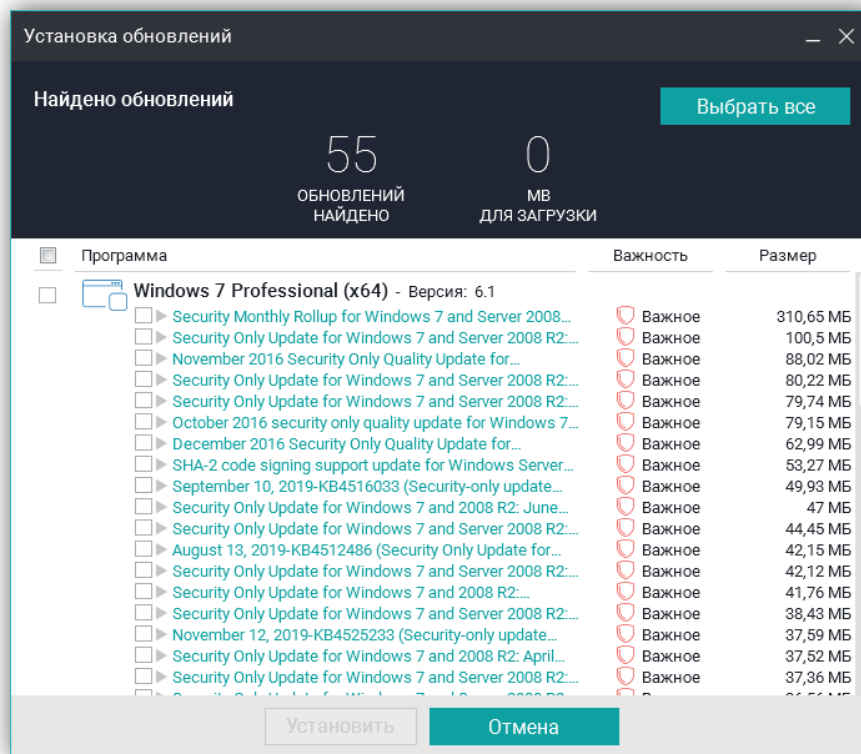 Установка обновлений
Найдено обновлений
Выбрать все
55 0
ОБНОВЛЕНИЙ МВ
НАЙДЕНО ДЛЯ ЗАГРУЗКИ
Программа Важность Размер
Windows 7 Professional (x64) - Версия: 6.1
Security Monthly Rollup for Windows 7 and Server 2008... Важное 310,65 МБ
Security Only Update for Windows 7 and Server 2008 R2:... Важное 100,5 МБ
November 2016 Security Only Quality Update for... Важное 88,02 МБ
Security Only Update for Windows 7 and Server 2008 R2:... Важное 80,22 МБ
Security Only Update for Windows 7 and Server 2008 R2:... Важное 79,74 МБ
October 2016 security only quality update for Windows 7... Важное 79,15 МБ
December 2016 Security Only Quality Update for... Важное 62,99 МБ
SHA-2 code signing support update for Windows Server... Важное 53,27 МБ
September 10, 2019-KB4516033 (Security-only update... Важное 49,93 МБ
Security Only Update for Windows 7 and 2008 R2: June... Важное 47 МБ
Security Only Update for Windows 7 and Server 2008 R2:... Важное 44,45 МБ
August 13, 2019-KB4512486 (Security Only Update for... Важное 42,15 МБ
Security Only Update for Windows 7 and Server 2008 R2:... Важное 42,12 МБ
Security Only Update for Windows 7 and 2008 R2:... Важное 41,76 МБ
Security Only Update for Windows 7 and Server 2008 R2:... Важное 38,43 МБ
November 12, 2019-KB4525233 (Security-only update... Важное 37,59 МБ
Security Only Update for Windows 7 and 2008 R2: April... Важное 37,52 МБ
Security Only Update for Windows 7 and Server 2008 R2:... Важное 37,36 МБ
Установить Отмена